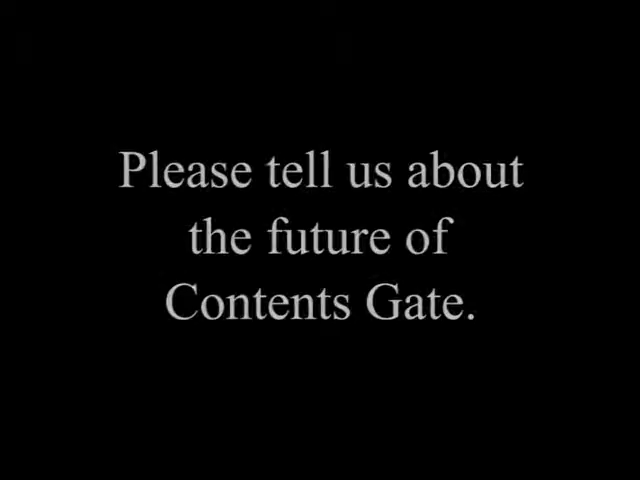 Please tell us about
the future of
Contents Gate.